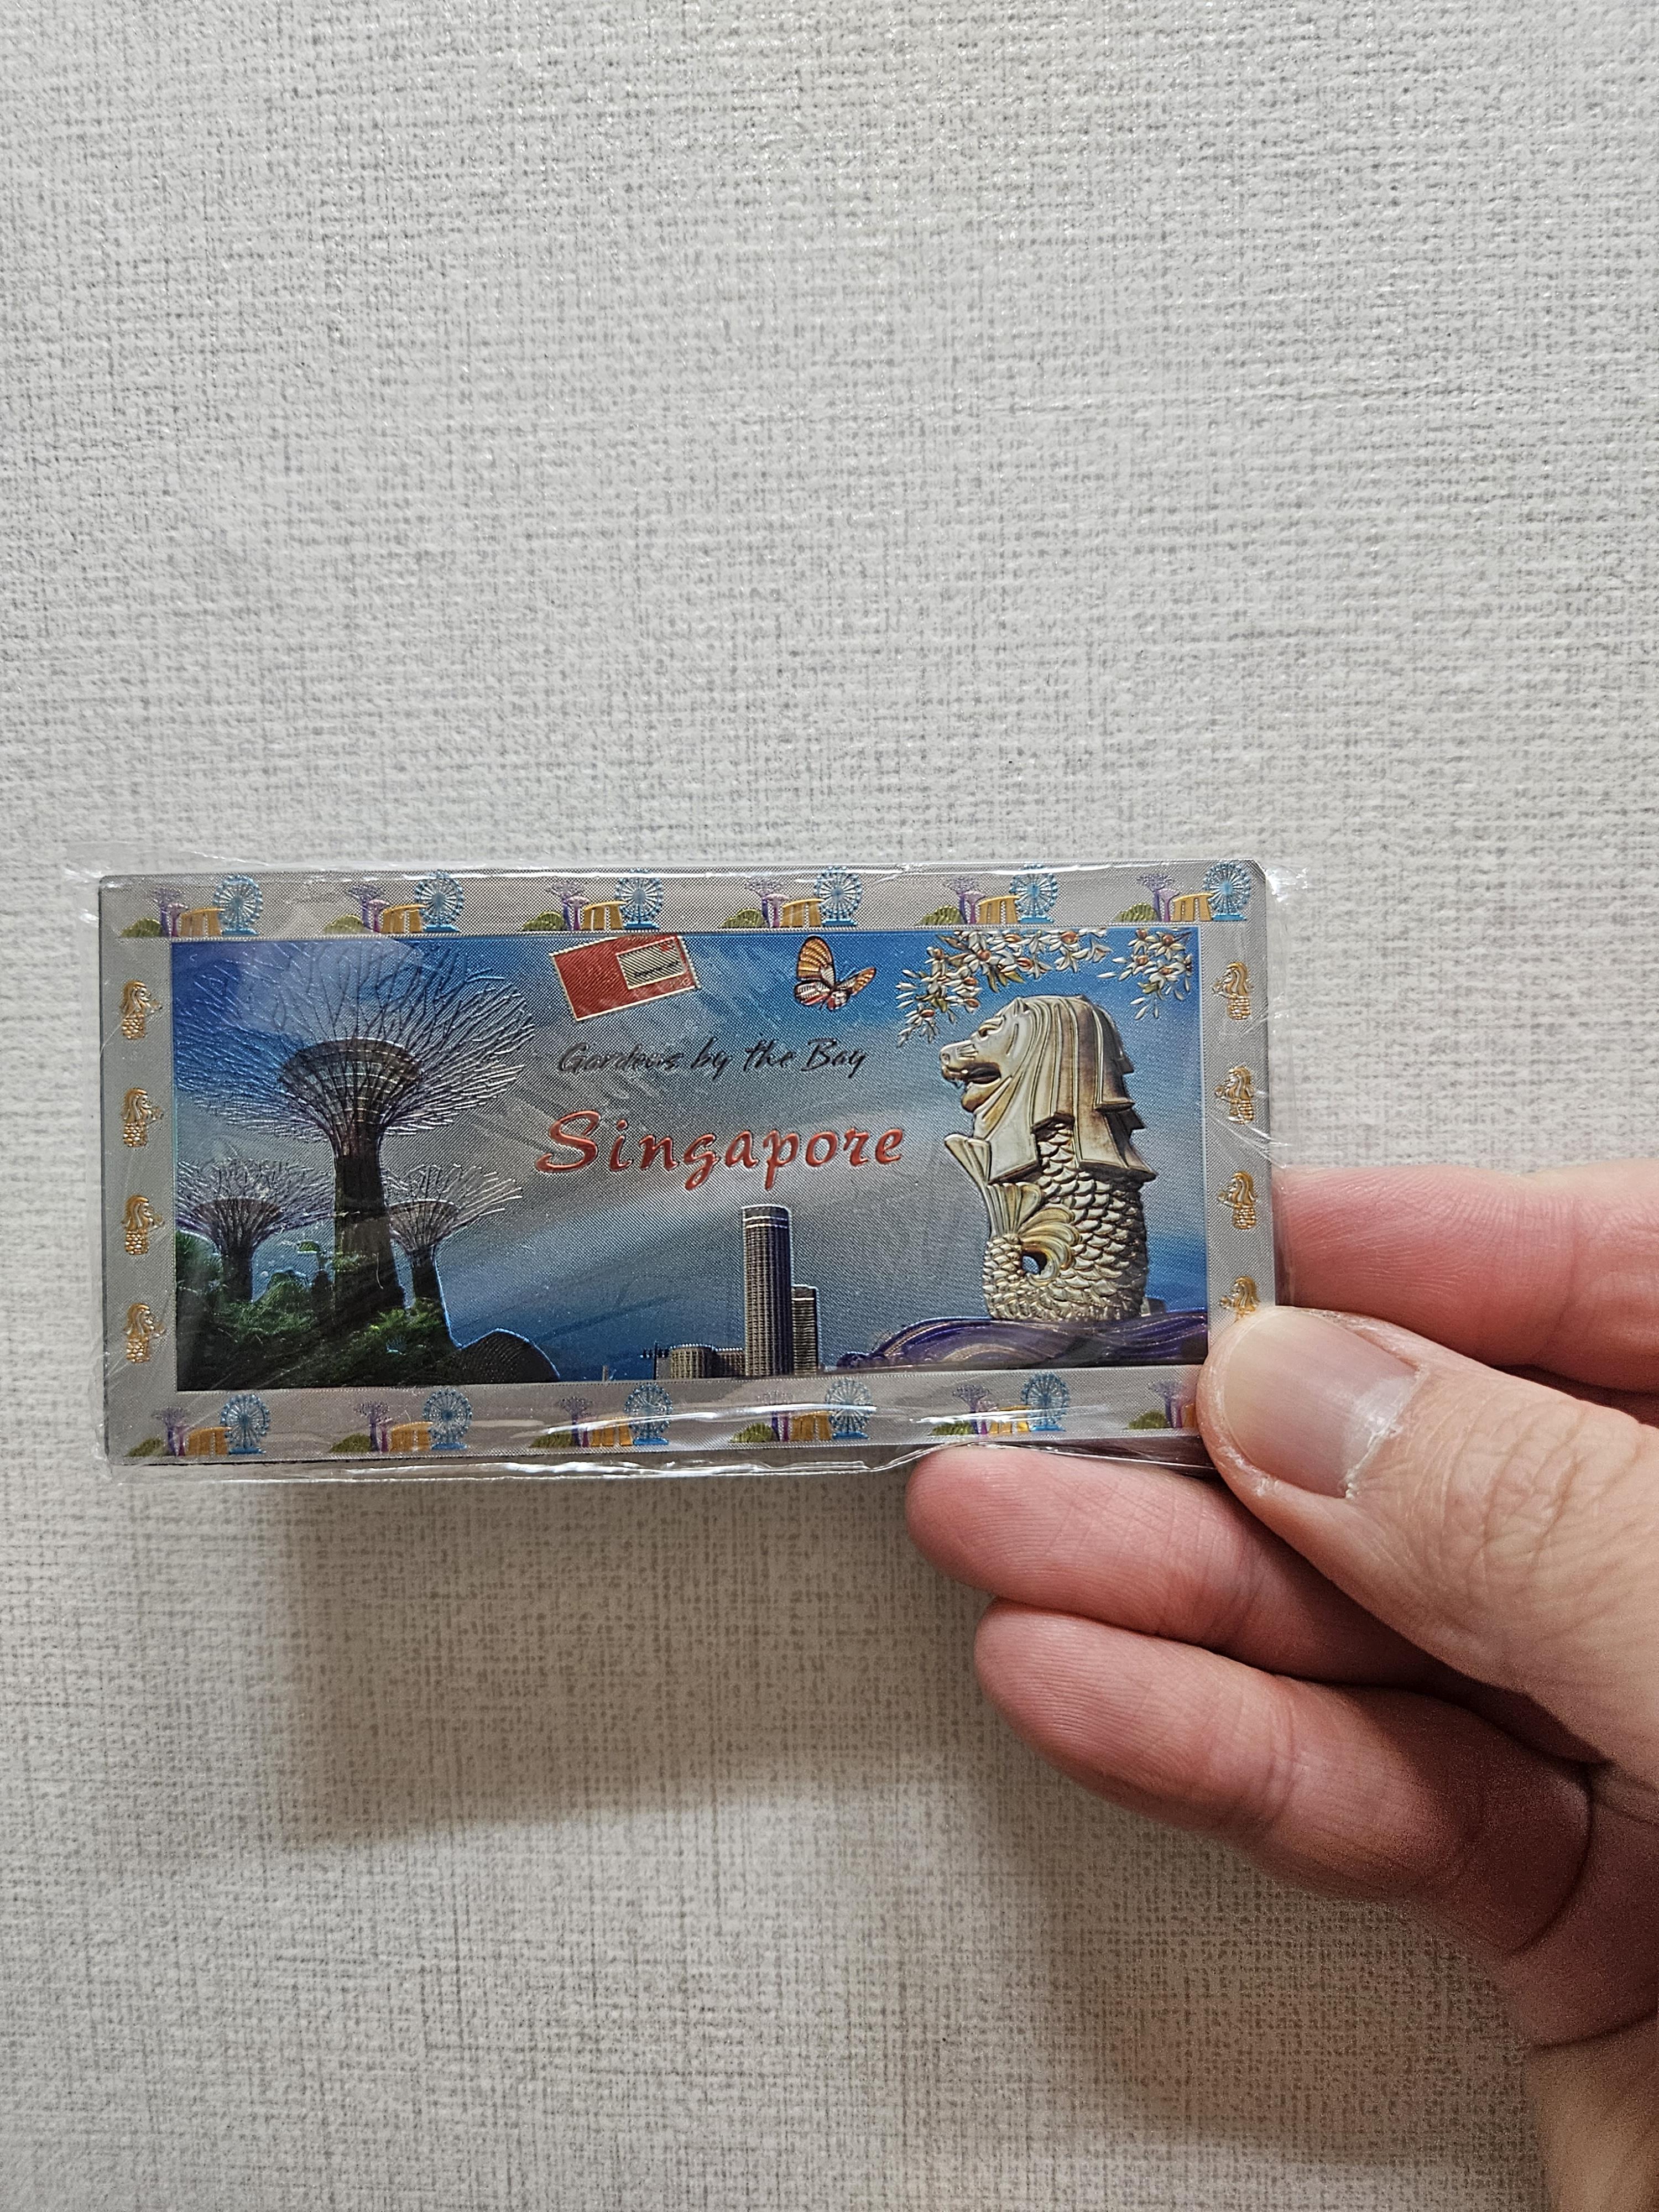 Gardens by the Bay
Singapore